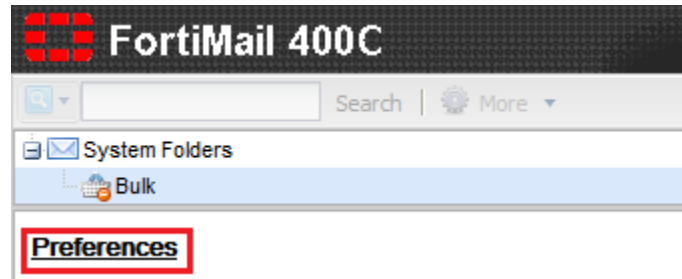 FortiMail 400C
Search | More
System Folders
Bulk
Preferences